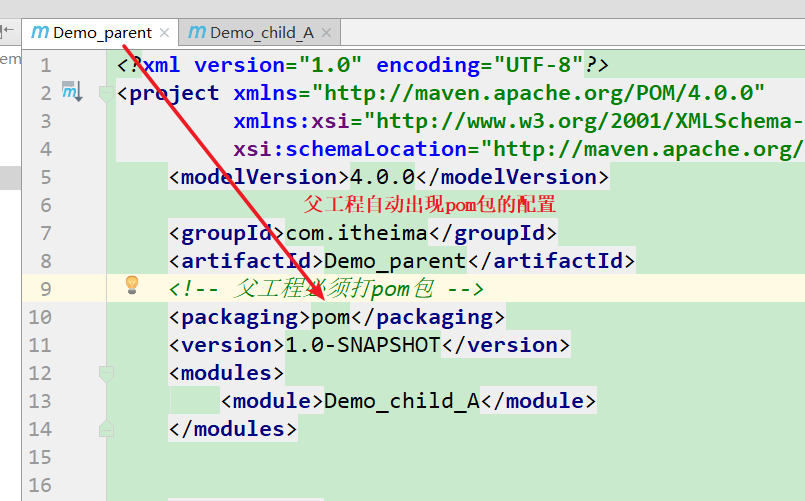 Demo_parent
Demo_child_A
em
1 <?xml version="1.0" encoding="UTF-8"?>
2 <project xmlns="http://maven.apache.org/POM/4.0.0"
3 xmlns:xsi="http://www.w3.org/2001/XMLSchema-
4 xsi:schemaLocation="http://maven.apache.org/
5 <modelVersion>4.0.0</modelVersion>
6 父工程自动出现pom包的配置
7 <groupId>com.itheima</groupId>
8 <artifactId>Demo_parent</artifactId>
9 <!-- 父工程必须打pom包 -->
10 <packaging>pom</packaging>
11 <version>1.0-SNAPSHOT</version>
12 <modules>
13 <module>Demo_child_A</module>
14 </modules>
15
16